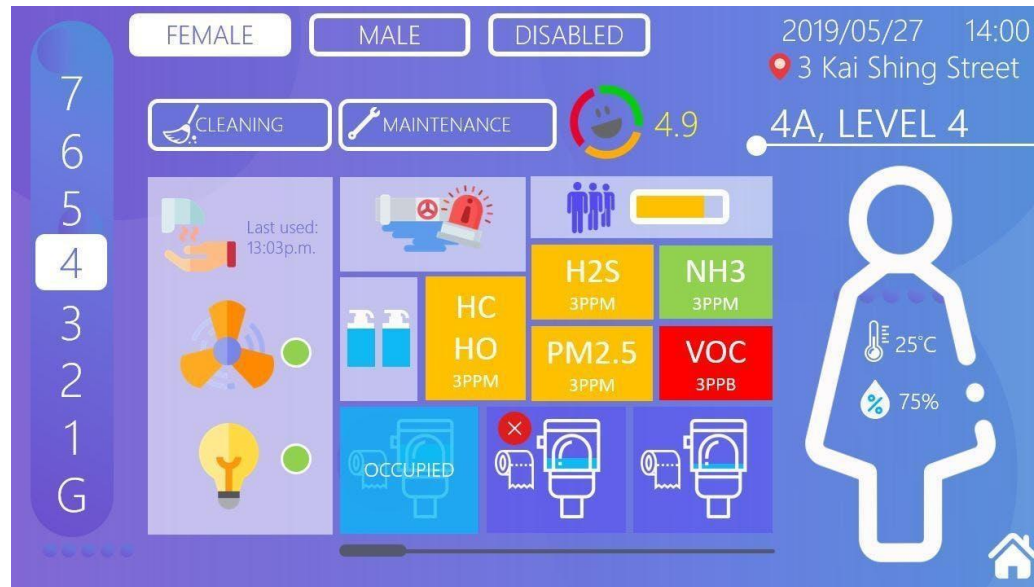 FEMALE
MALE
DISABLED
2019/05/27 14:00
3 Kai Shing Street
CLEANING
MAINTENANCE
4.9
4A, LEVEL 4
7
6
5
4
3
2
1
G
Last used:
13:03p.m.
HC
HO
3PPM
H2S
3PPM
NH3
3PPM
PM2.5
3PPM
VOC
3PPB
25°C
% 75%
OCCUPIED